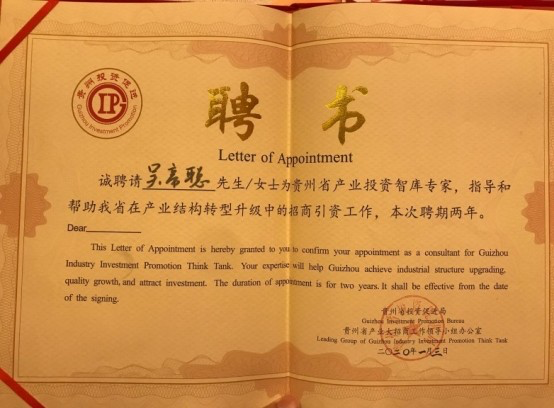 贵州投资促进
Guizhou Investment Promotion
聘书
Letter of Appointment
诚聘请吴帝聪先生/女士为贵州省产业投资智库专家，指导和
帮助我省在产业结构转型升级中的招商引资工作，本次聘期两年。
Dear
This Letter of Appointment is hereby granted to you to confirm your appointment as a consultant for Guizhou
Industry Investment Promotion Think Tank. Your expertise will help Guizhou achieve industrial structure upgrading,
quality growth, and attract investment. The duration of appointment is for two years. It shall be effective from the date
of the signing.
贵州省投资促进局
Guizhou Investment Promotion Bureau
贵州省产业大招商工作领导小组办公室
Leading Group of Guizhou Industry Investment Promotion Think Tank
二〇二〇年一月三日